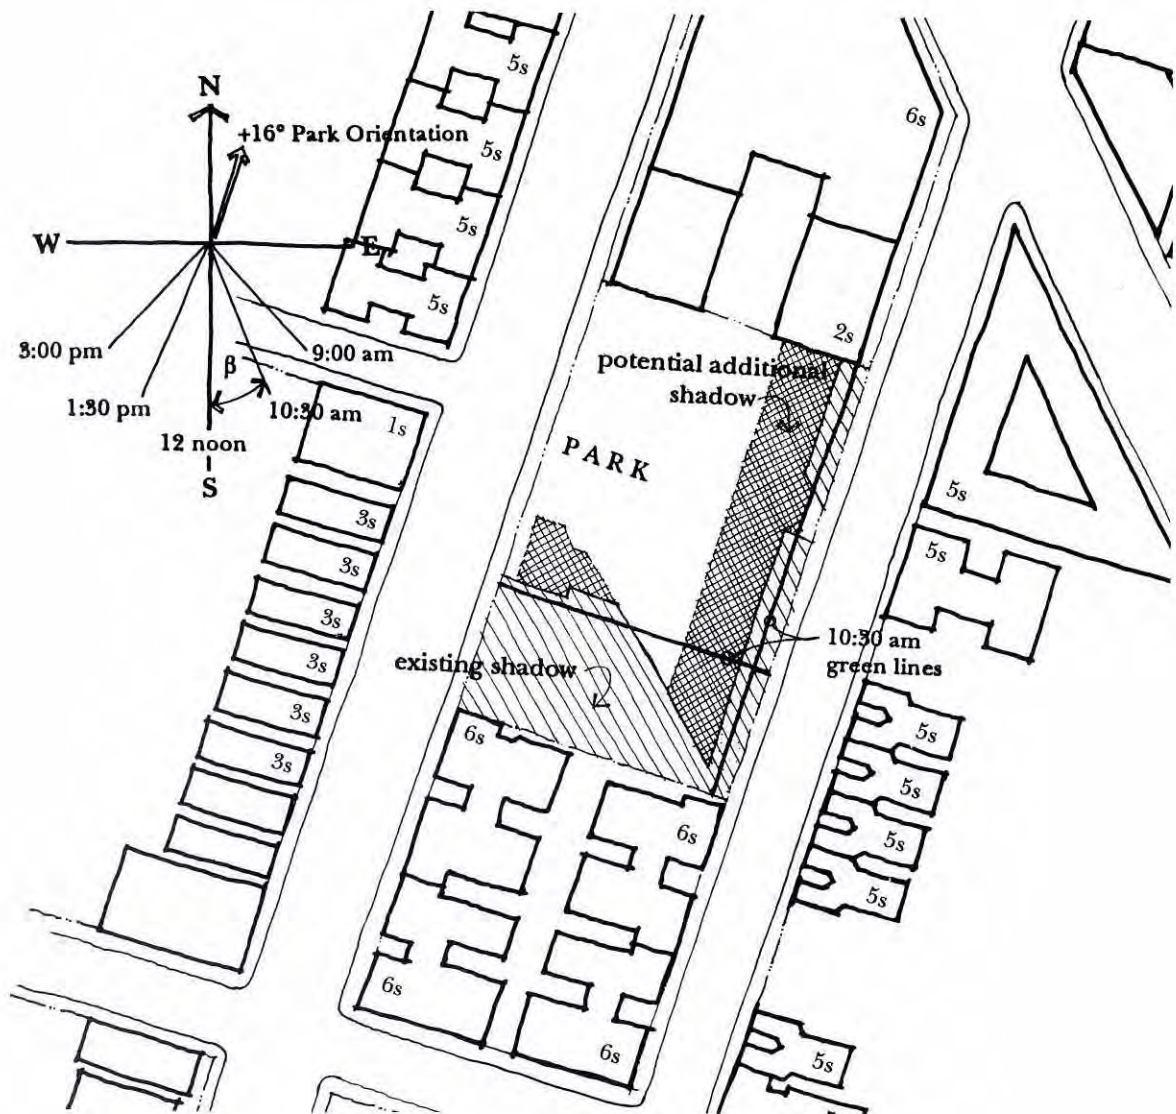 N
+16° Park Orientation
W
E
3:00 pm
9:00 am
β
1:30 pm
10:30 am
12 noon
S
5s
5s
5s
5s
6s
2s
potential additional
shadow
PARK
1s
3s
3s
3s
3s
3s
3s
existing shadow
10:30 am
green lines
5s
5s
5s
5s
5s
5s
6s
6s
6s
6s
5s